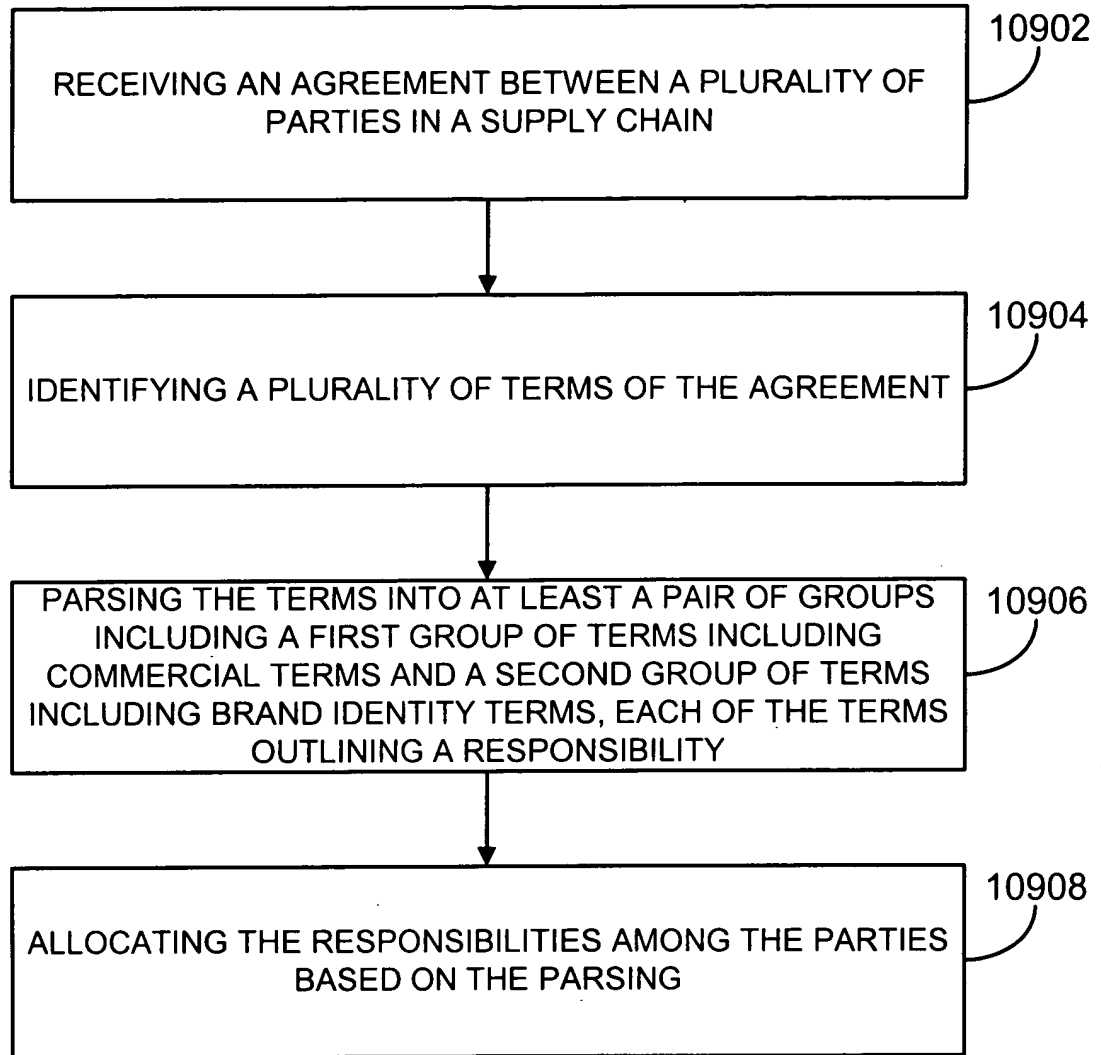 10902
RECEIVING AN AGREEMENT BETWEEN A PLURALITY OF
PARTIES IN A SUPPLY CHAIN
10904
IDENTIFYING A PLURALITY OF TERMS OF THE AGREEMENT
10906
PARSING THE TERMS INTO AT LEAST A PAIR OF GROUPS
INCLUDING A FIRST GROUP OF TERMS INCLUDING
COMMERCIAL TERMS AND A SECOND GROUP OF TERMS
INCLUDING BRAND IDENTITY TERMS, EACH OF THE TERMS
OUTLINING A RESPONSIBILITY
10908
ALLOCATING THE RESPONSIBILITIES AMONG THE PARTIES
BASED ON THE PARSING